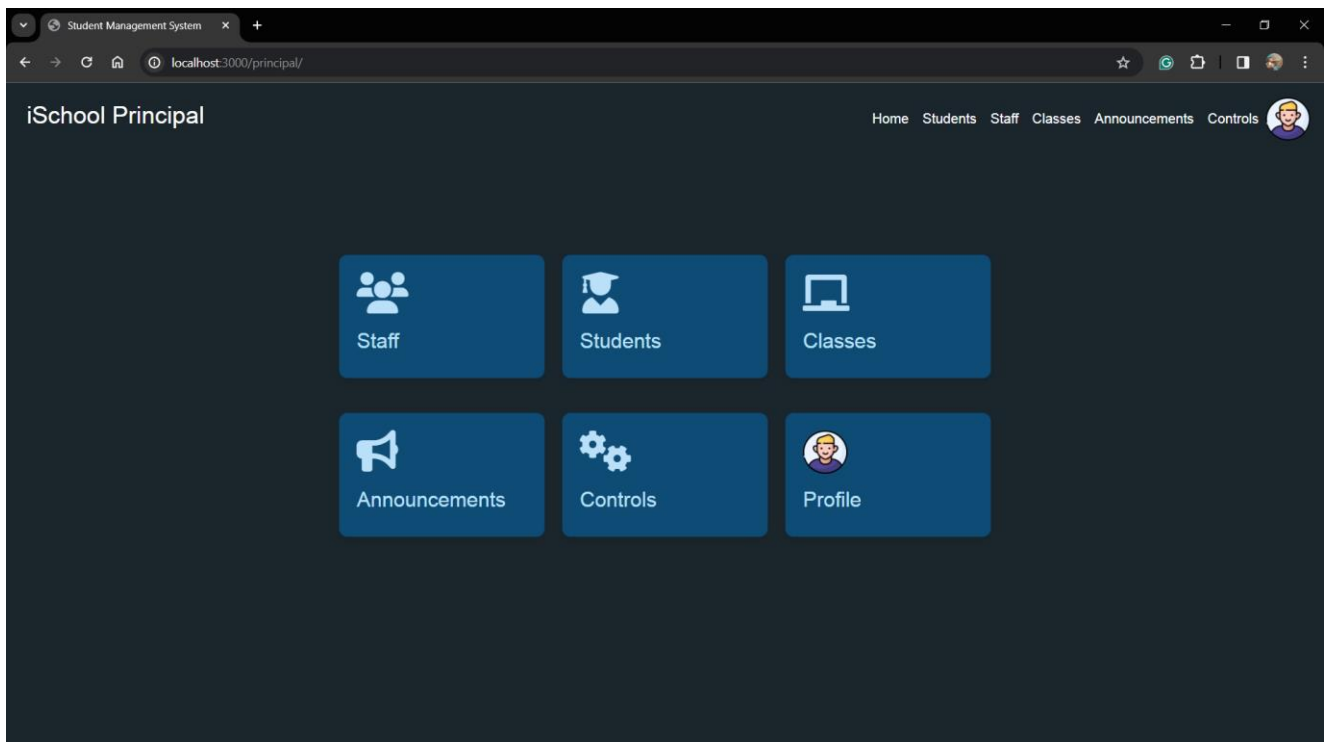 Student Management System
localhost:3000/principal/
iSchool Principal
Home Students Staff Classes Announcements Controls
Staff
Students
Classes
Announcements
Controls
Profile